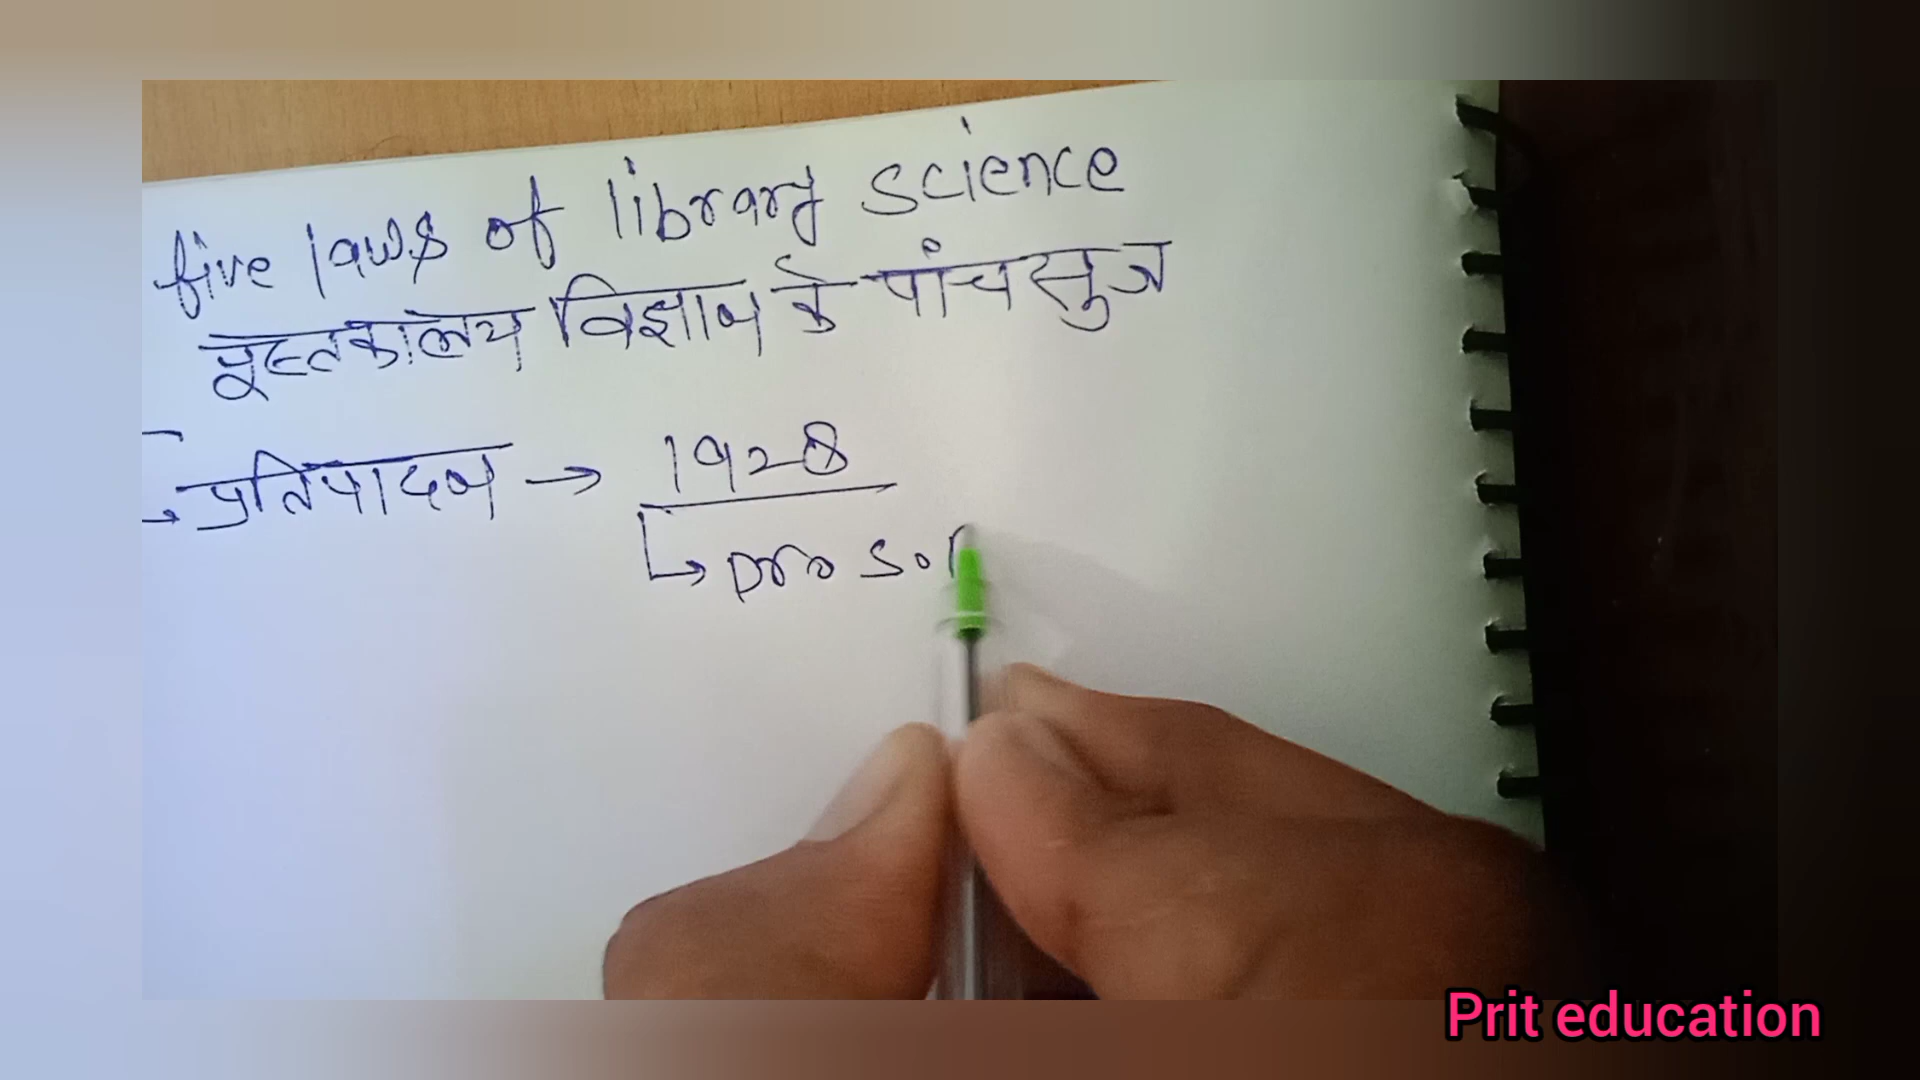 five laws of library science
पुस्तकालय विज्ञान के पांच सुत्र
प्रतिपादन → 1928
↳ pro S.
Prit education